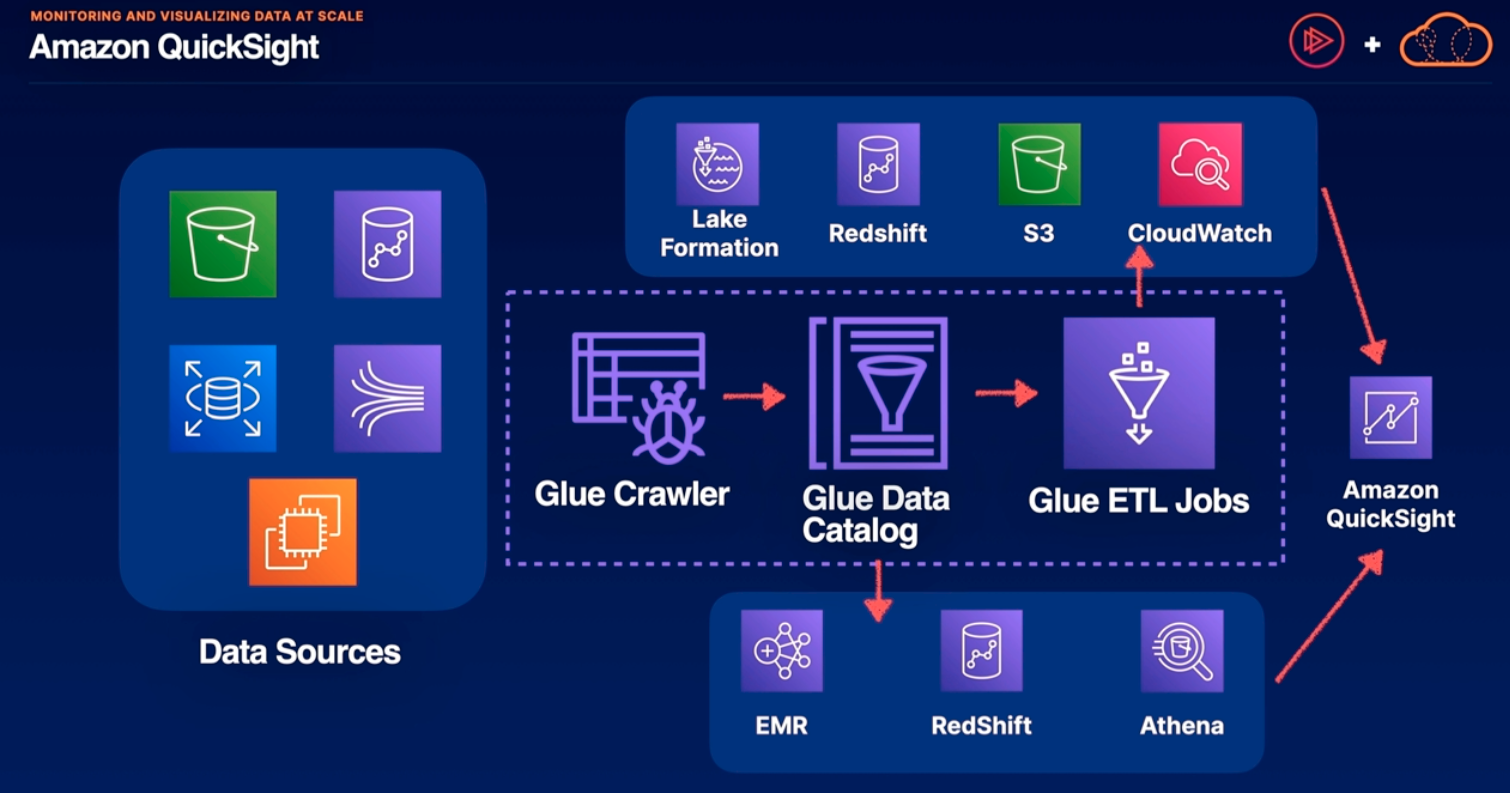 MONITORING AND VISUALIZING DATA AT SCALE
Amazon QuickSight
+
Lake
Formation
Redshift
S3
CloudWatch
Glue Crawler
Glue Data
Catalog
Glue ETL Jobs
Amazon
QuickSight
Data Sources
EMR
RedShift
Athena